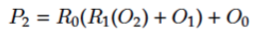 P₂ = R₀(R₁(O₂) + O₁) + O₀